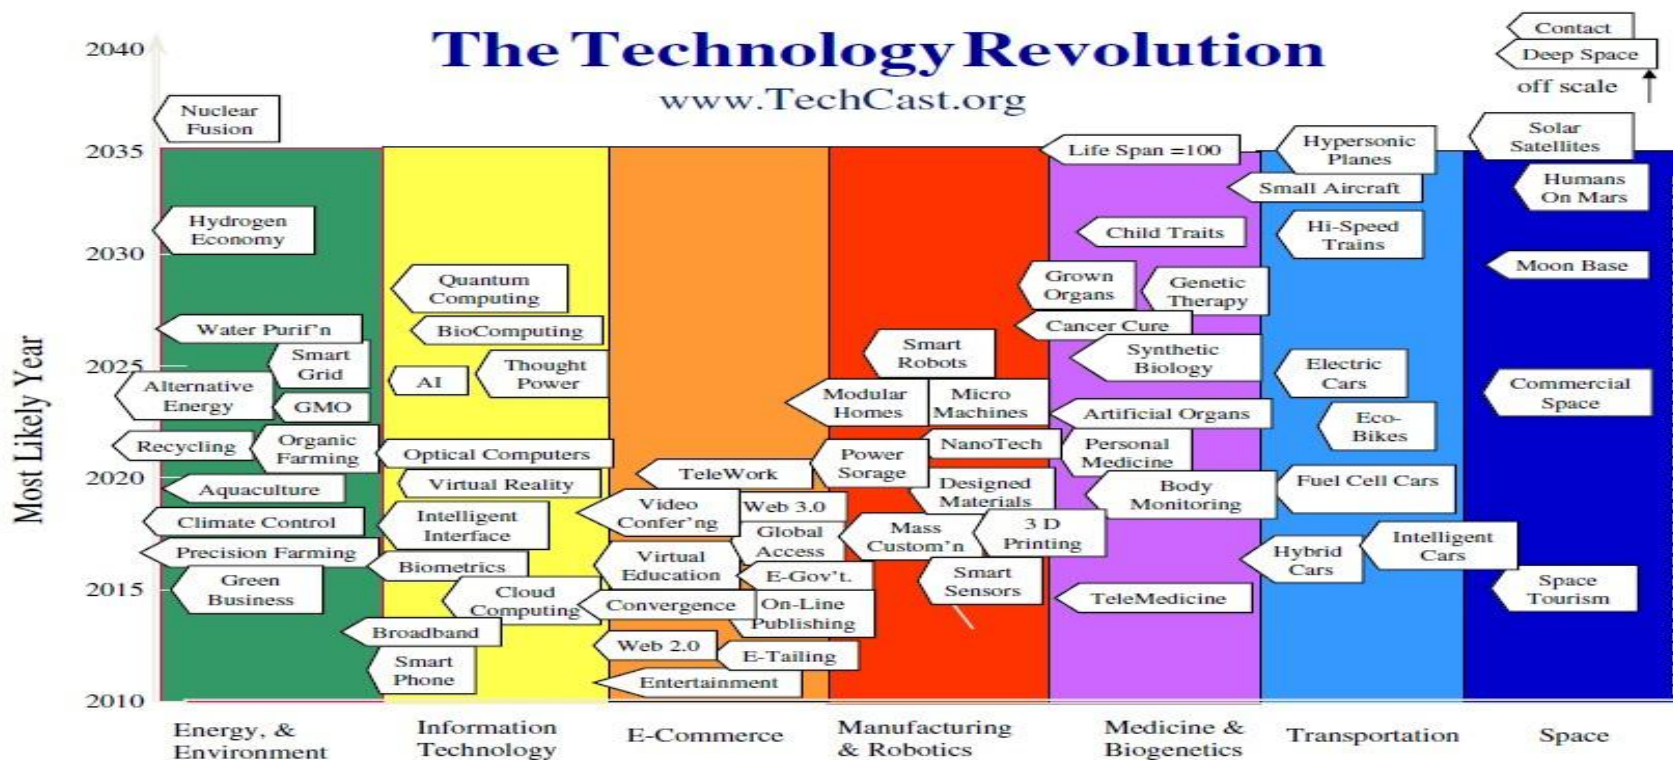 The Technology Revolution
www.TechCast.org
Most Likely Year
2040
2035
2030
2025
2020
2015
2010
Nuclear
Fusion
Hydrogen
Economy
Water Purif'n
Smart
Grid
Alternative
Energy
GMO
Recycling
Organic
Farming
Aquaculture
Climate Control
Precision Farming
Green
Business
Energy, &
Environment
Quantum
Computing
BioComputing
AI
Thought
Power
Optical Computers
Virtual Reality
Intelligent
Interface
Biometrics
Cloud
Computing
Broadband
Smart
Phone
Information
Technology
TeleWork
Video
Confer'ng
Web 3.0
Global
Access
Virtual
Education
E-Gov't.
Convergence
On-Line
Publishing
Web 2.0
E-Tailing
Entertainment
E-Commerce
Smart
Robots
Modular
Homes
Micro
Machines
NanoTech
Power
Sorage
Designed
Materials
Mass
Custom'n
3 D
Printing
Smart
Sensors
Manufacturing
& Robotics
Life Span =100
Child Traits
Grown
Organs
Genetic
Therapy
Cancer Cure
Synthetic
Biology
Artificial Organs
Personal
Medicine
Body
Monitoring
TeleMedicine
Medicine &
Biogenetics
Hypersonic
Planes
Small Aircraft
Hi-Speed
Trains
Electric
Cars
Eco-
Bikes
Fuel Cell Cars
Intelligent
Cars
Hybrid
Cars
Transportation
Contact
Deep Space
off scale
Solar
Satellites
Humans
On Mars
Moon Base
Commercial
Space
Space
Tourism
Space